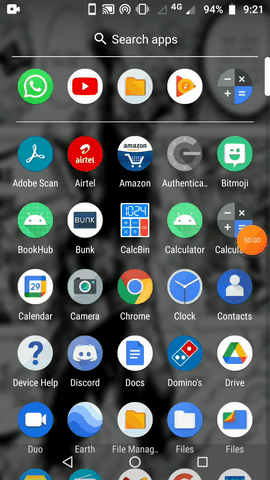 4G 94% 9:21
Search apps
amazon
airtel
Adobe Scan Airtel Amazon Authentica.. Bitmoji
BUNK 1024
BookHub Bunk CalcBin Calculator Calcul..
00:00
29
Calendar Camera Chrome Clock Contacts
Device Help Discord Docs Domino's Drive
Duo Earth File Manag.. Files Files